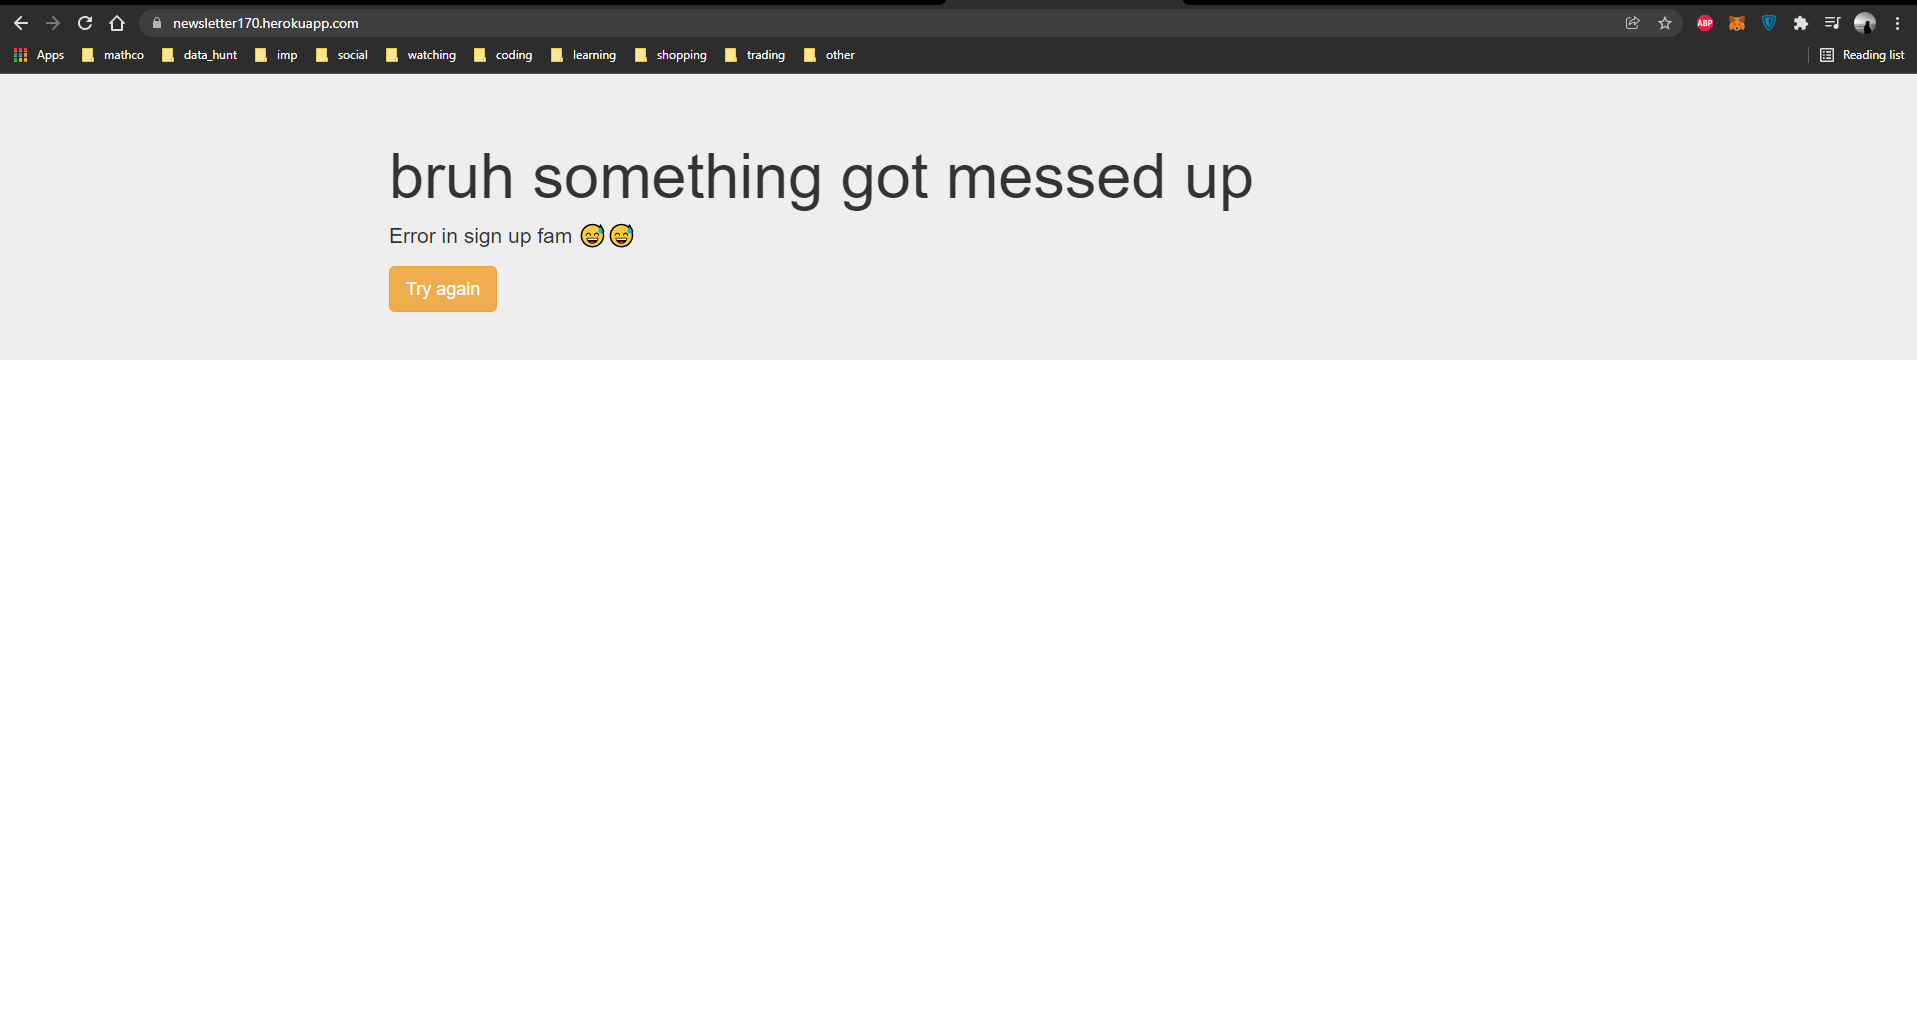 newsletter170.herokuapp.com
ABP
Apps mathco data_hunt imp social watching coding learning shopping trading other Reading list
bruh something got messed up
Error in sign up fam 😅😅
Try again